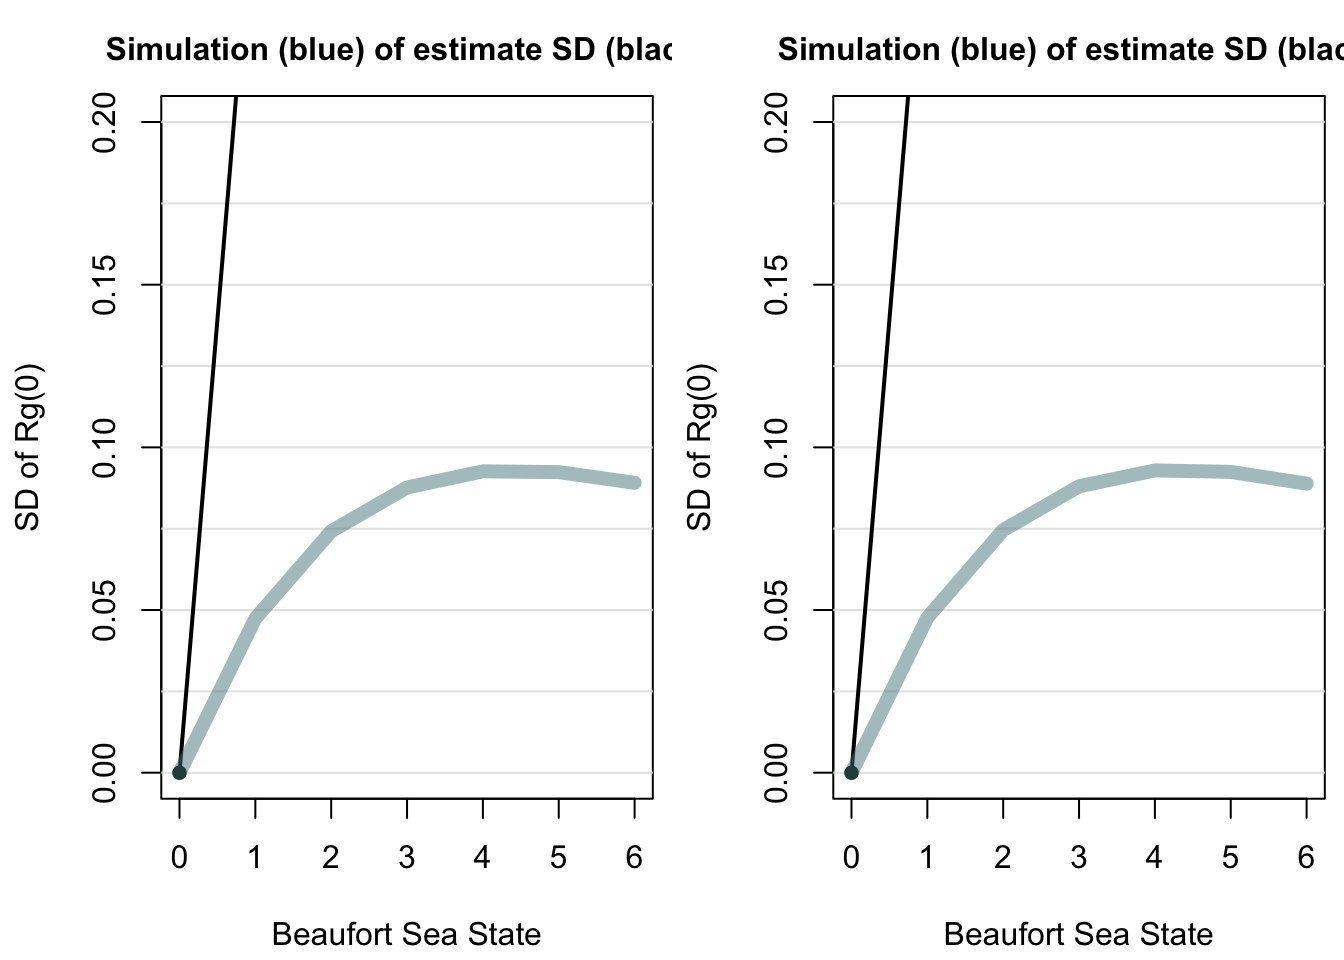 Simulation (blue) of estimate SD (blac
SD of Rg(0)
0.20
0.15
0.10
0.05
0.00
0 1 2 3 4 5 6
Beaufort Sea State
Simulation (blue) of estimate SD (blac
SD of Rg(0)
0.20
0.15
0.10
0.05
0.00
0 1 2 3 4 5 6
Beaufort Sea State